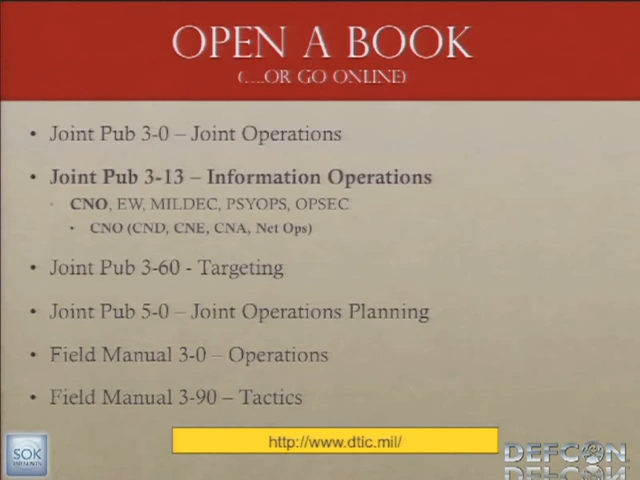 OPEN A BOOK
(....OR GO ONLINE)
• Joint Pub 3-0 – Joint Operations
• Joint Pub 3-13 – Information Operations
• CNO, EW, MILDEC, PSYOPS, OPSEC
• CNO (CND, CNE, CNA, Net Ops)
• Joint Pub 3-60 - Targeting
• Joint Pub 5-0 – Joint Operations Planning
• Field Manual 3-0 – Operations
• Field Manual 3-90 – Tactics
http://www.dtic.mil/
SOK
DEFCON